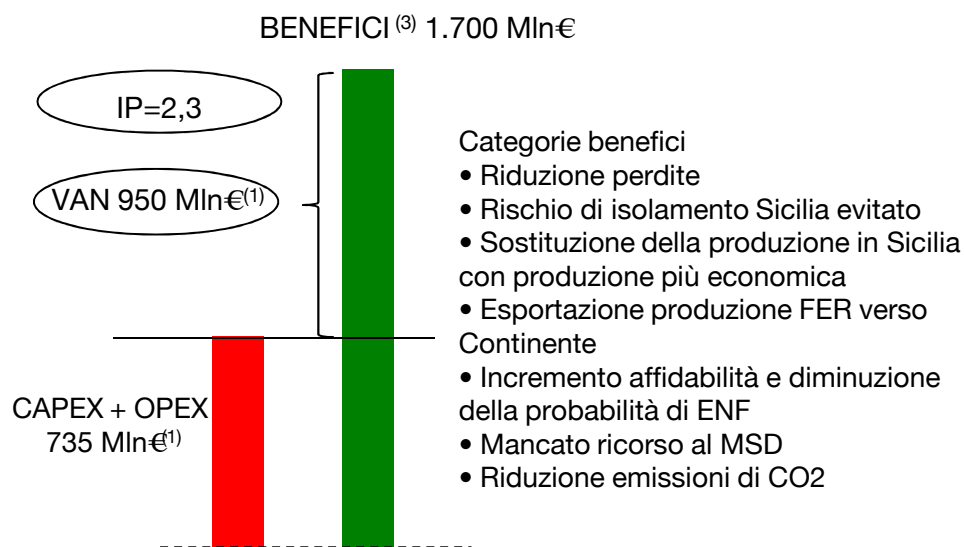 BENEFICI (3) 1.700 Mln€
IP=2,3
VAN 950 Mln€(1)
CAPEX + OPEX
735 Mln€(1)
Categorie benefici
• Riduzione perdite
• Rischio di isolamento Sicilia evitato
• Sostituzione della produzione in Sicilia
con produzione più economica
• Esportazione produzione FER verso
Continente
• Incremento affidabilità e diminuzione
della probabilità di ENF
• Mancato ricorso al MSD
• Riduzione emissioni di CO2